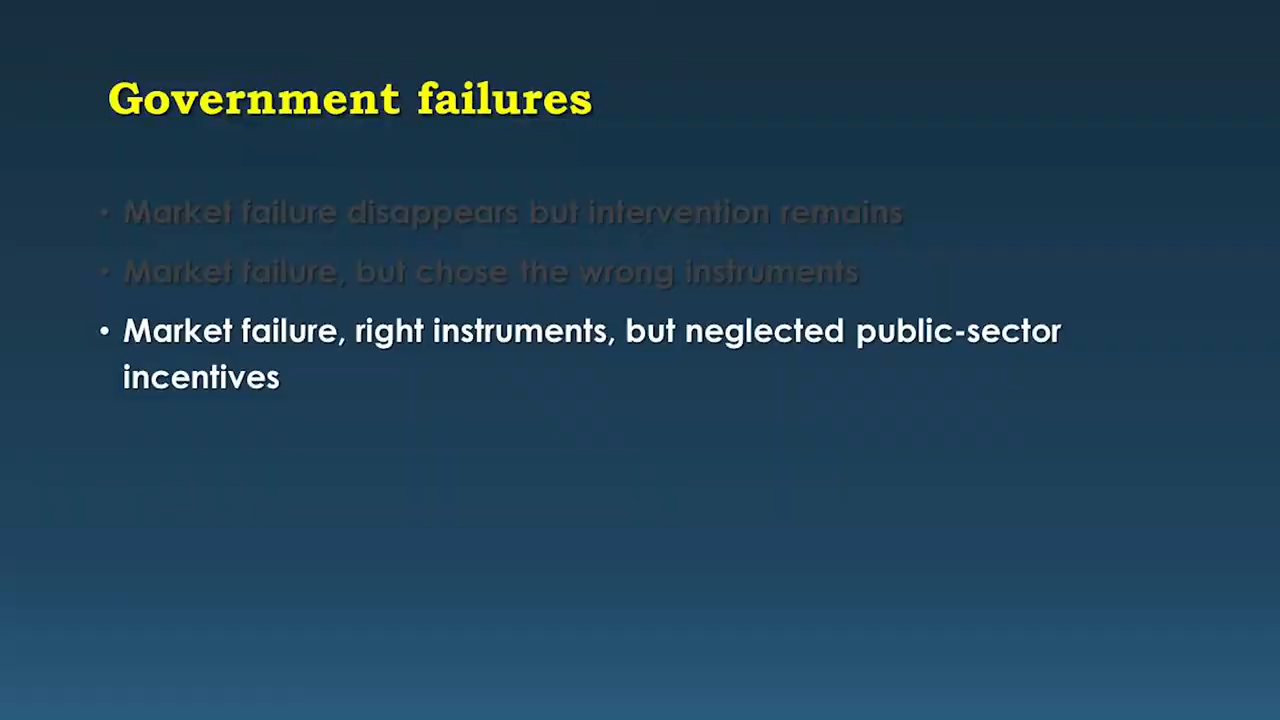 Government failures
• Market failure disappears but intervention remains
• Market failure, but chose the wrong instruments
• Market failure, right instruments, but neglected public-sector
incentives